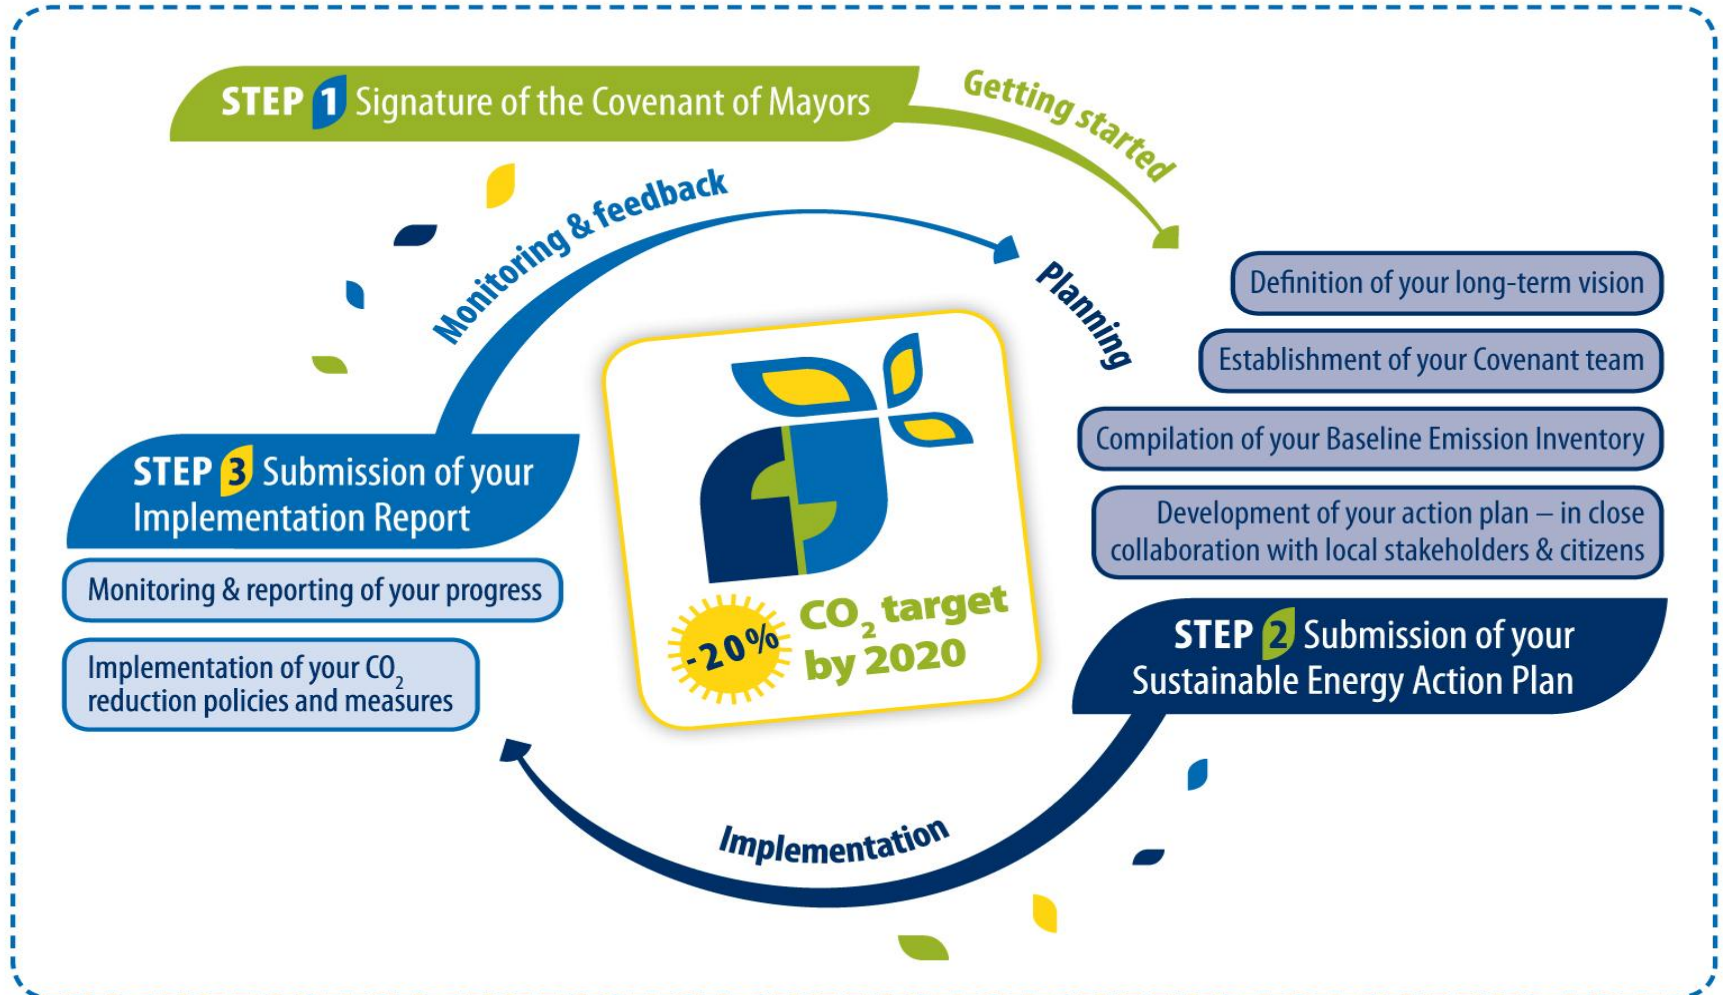 STEP 1 Signature of the Covenant of Mayors
Getting started
Monitoring & feedback
Planning
Definition of your long-term vision
Establishment of your Covenant team
Compilation of your Baseline Emission Inventory
Development of your action plan – in close
collaboration with local stakeholders & citizens
STEP 2 Submission of your
Sustainable Energy Action Plan
Implementation
STEP 3 Submission of your
Implementation Report
Monitoring & reporting of your progress
Implementation of your CO₂
reduction policies and measures
-20%
CO₂ target
by 2020